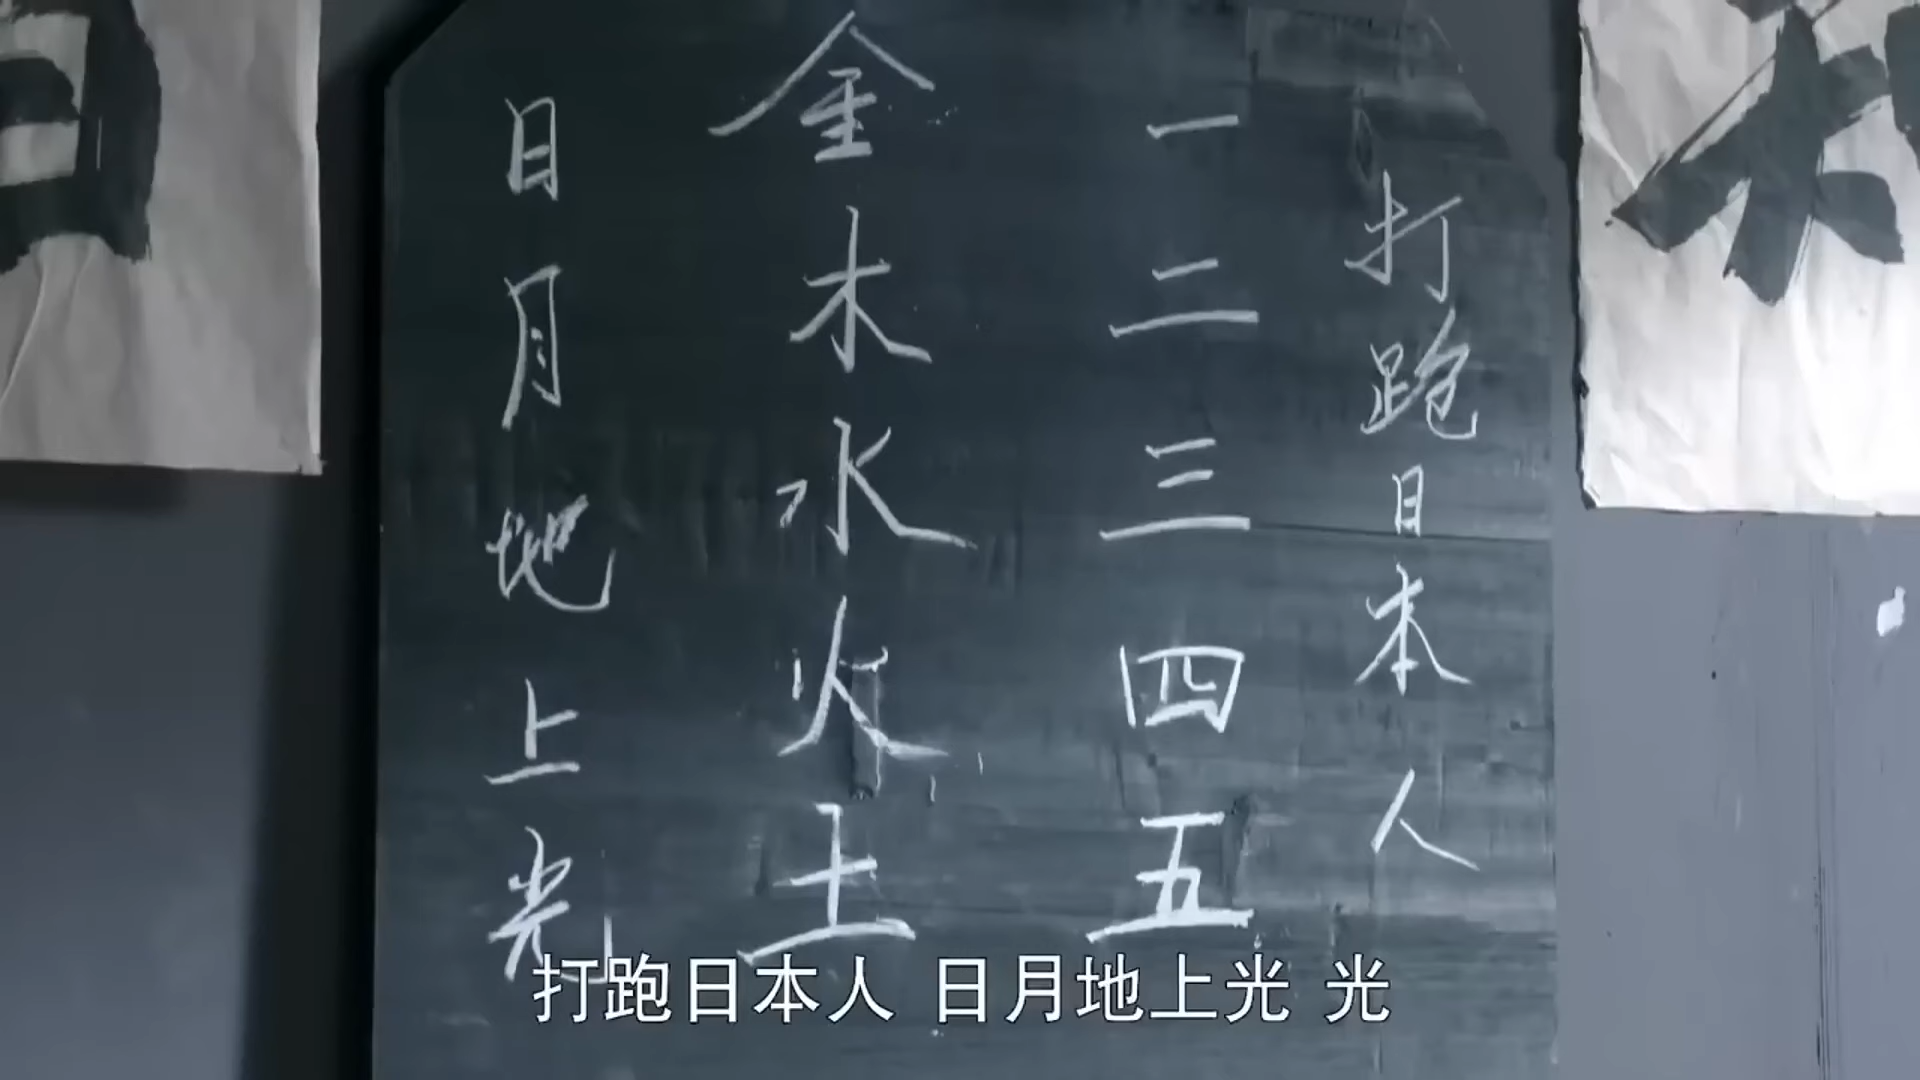 打跑日本人
一二三四五
金木水火土
日月地上光
打跑日本人 日月地上光 光